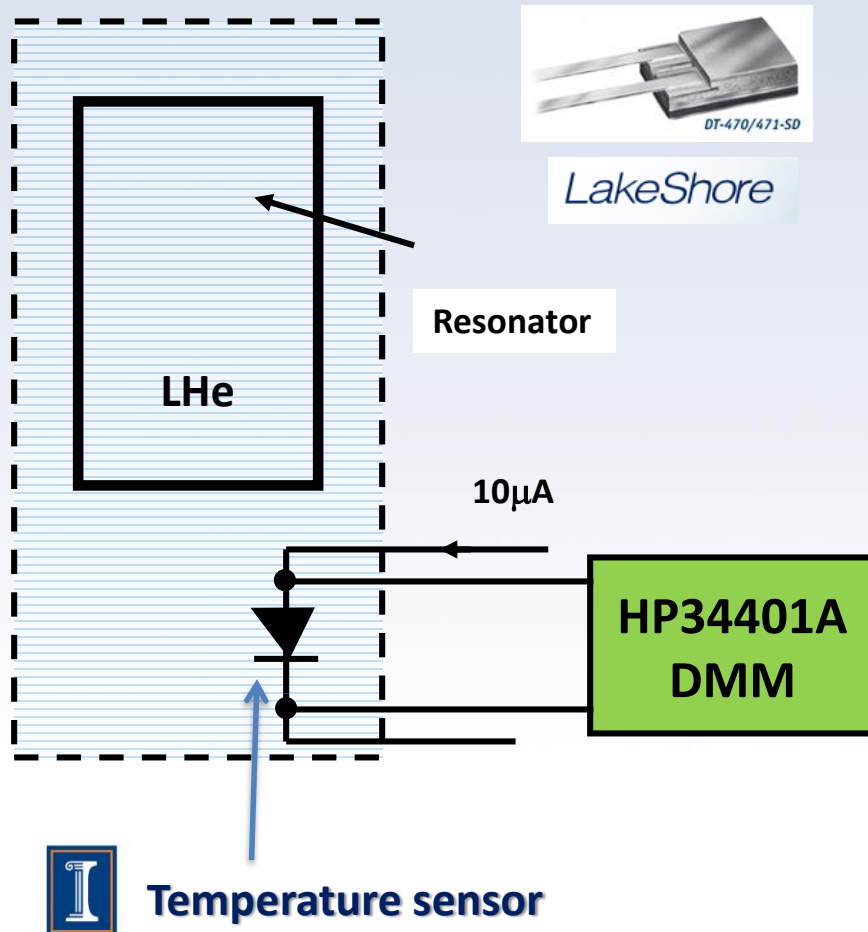 DT-470/471-SD
LakeShore
Resonator
LHe
10μA
HP34401A
DMM
Temperature sensor